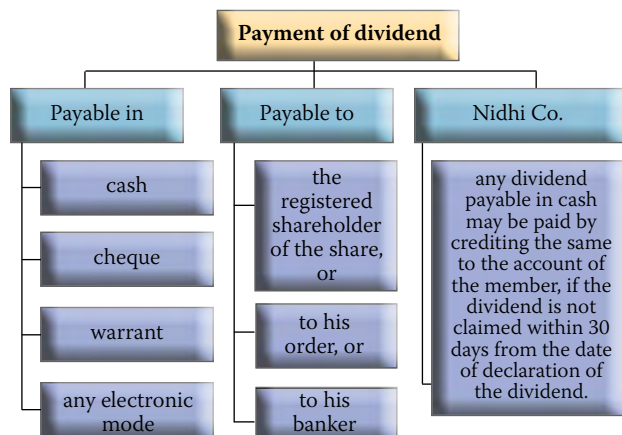 Payment of dividend
Payable in
cash
cheque
warrant
any electronic
mode
Payable to
the
registered
shareholder
of the share,
or
to his
order, or
to his
banker
Nidhi Co.
any dividend
payable in cash
may be paid by
crediting the same
to the account of
the member, if the
dividend is not
claimed within 30
days from the date
of declaration of
the dividend.